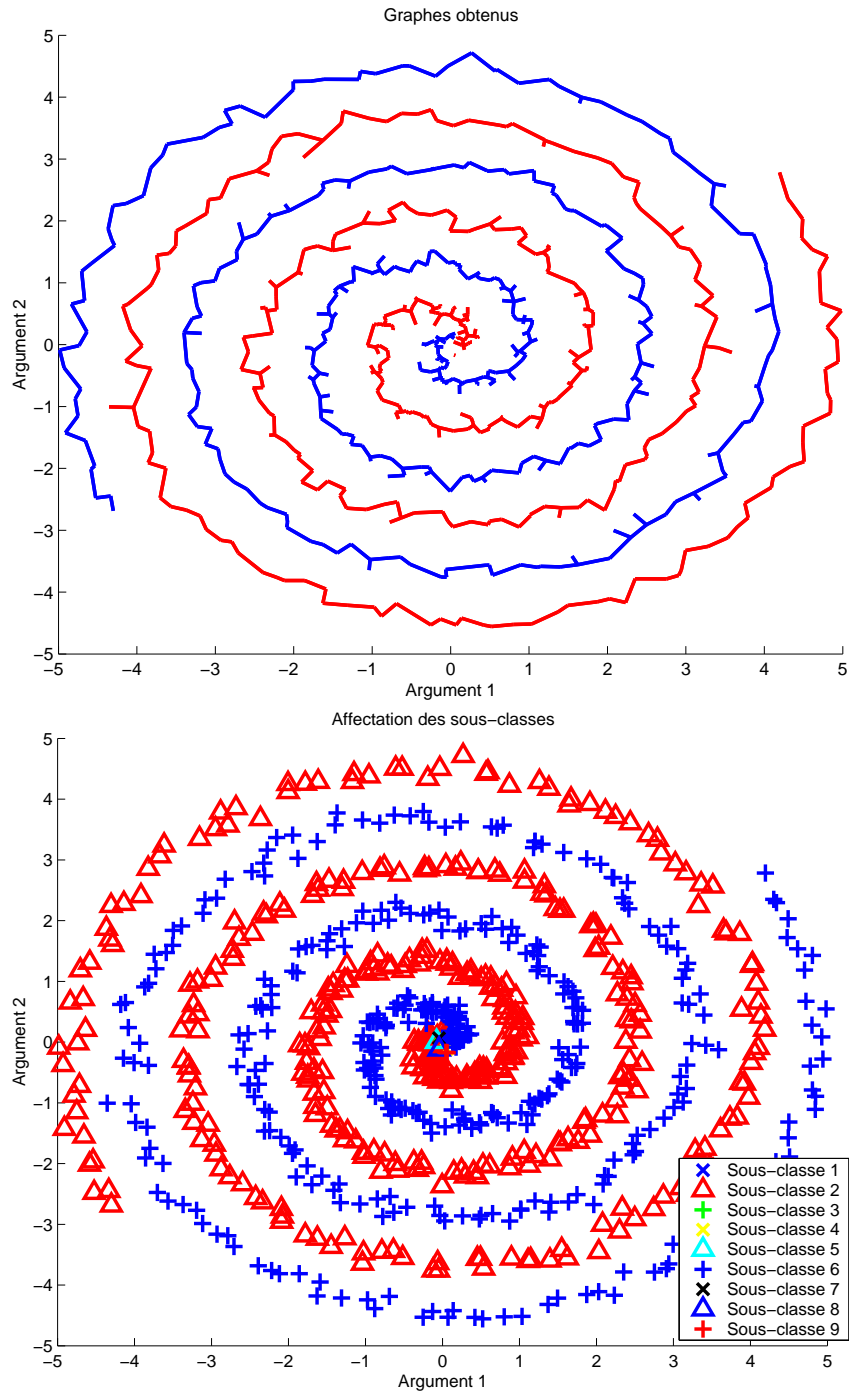 Graphes obtenus
5
4
3
2
1
0
−1
−2
−3
−4
−5
Argument 2
−5 −4 −3 −2 −1 0 1 2 3 4 5
Argument 1
Affectation des sous−classes
5
4
3
2
1
0
−1
−2
−3
−4
−5
Argument 2
Sous−classe 1
Sous−classe 2
Sous−classe 3
Sous−classe 4
Sous−classe 5
Sous−classe 6
Sous−classe 7
Sous−classe 8
Sous−classe 9
−5 −4 −3 −2 −1 0 1 2 3 4 5
Argument 1